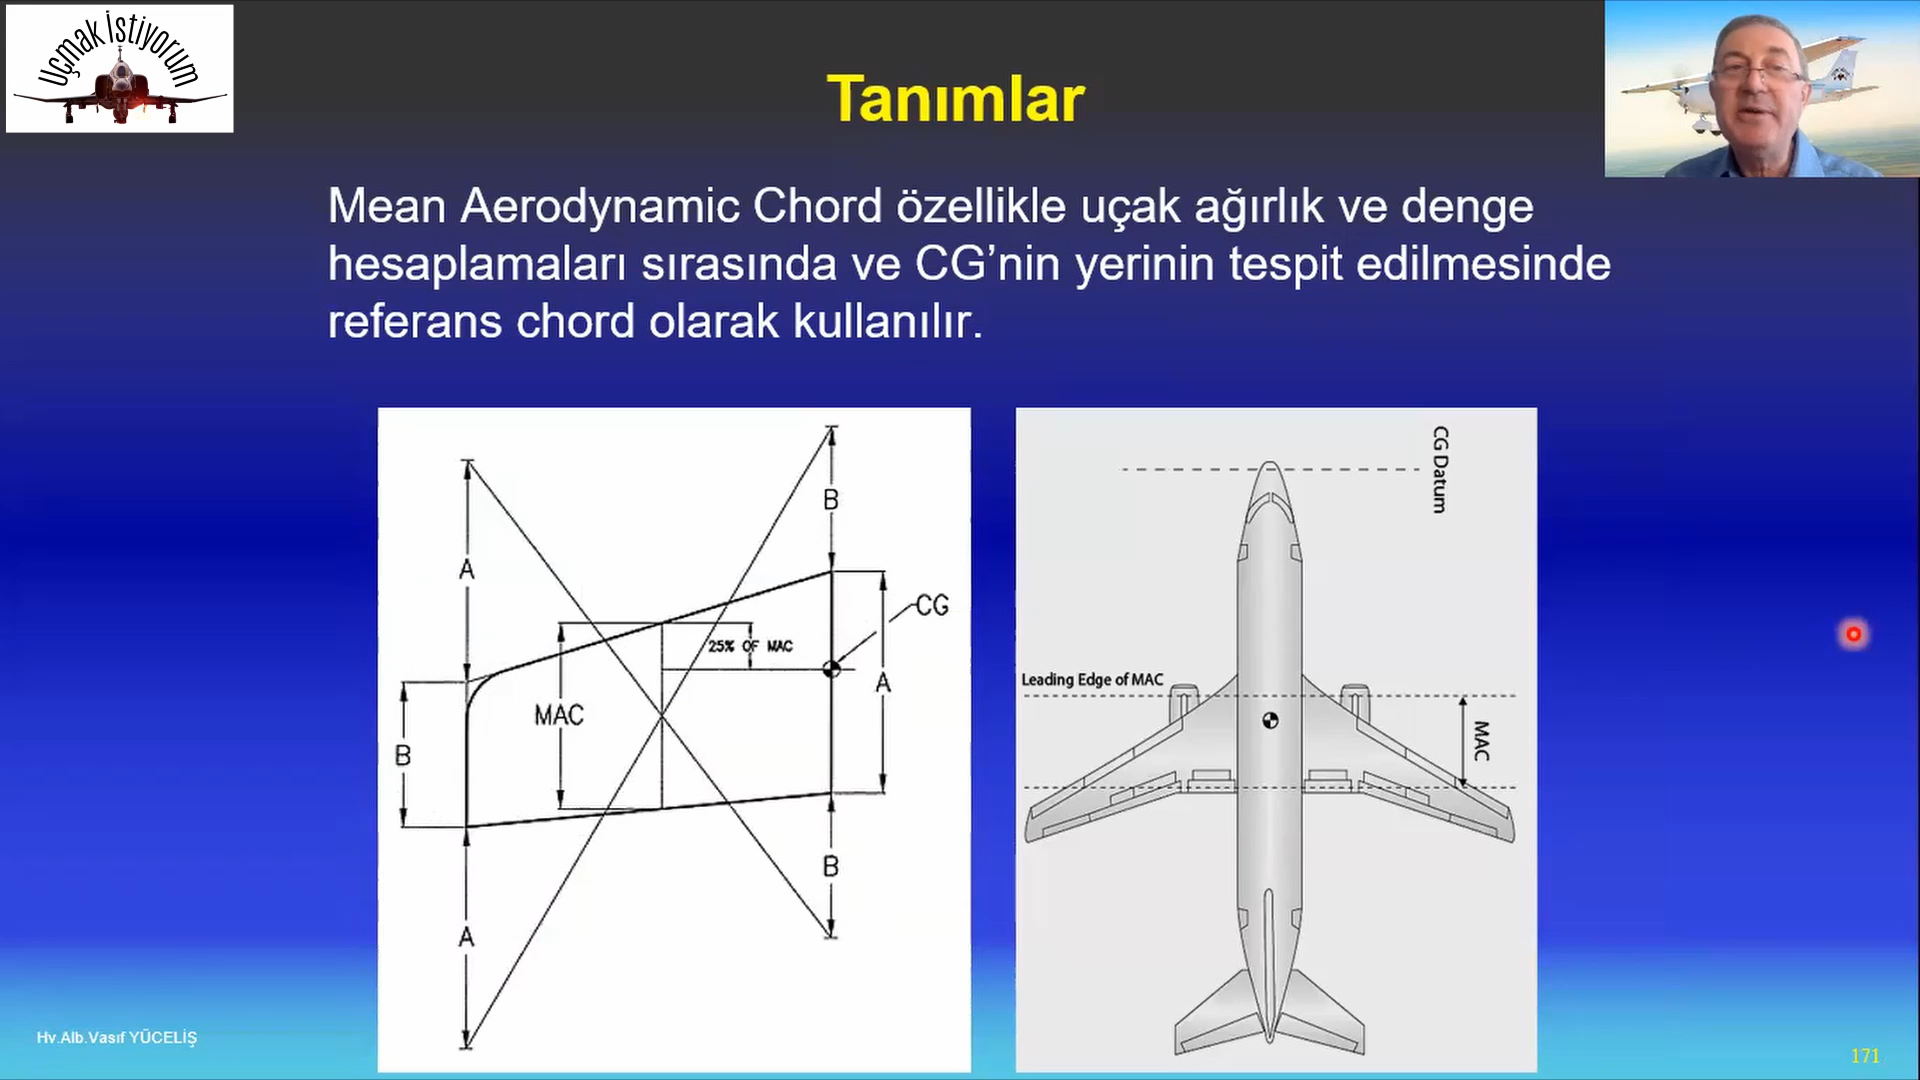 Uçmak İstiyorum
Tanımlar
Mean Aerodynamic Chord özellikle uçak ağırlık ve denge
hesaplamaları sırasında ve CG’nin yerinin tespit edilmesinde
referans chord olarak kullanılır.
B
A
CG
25% OF MAC
A
MAC
B
B
A
CG Datum
Leading Edge of MAC
MAC
Hv.Alb.Vasıf YÜCELİŞ
171